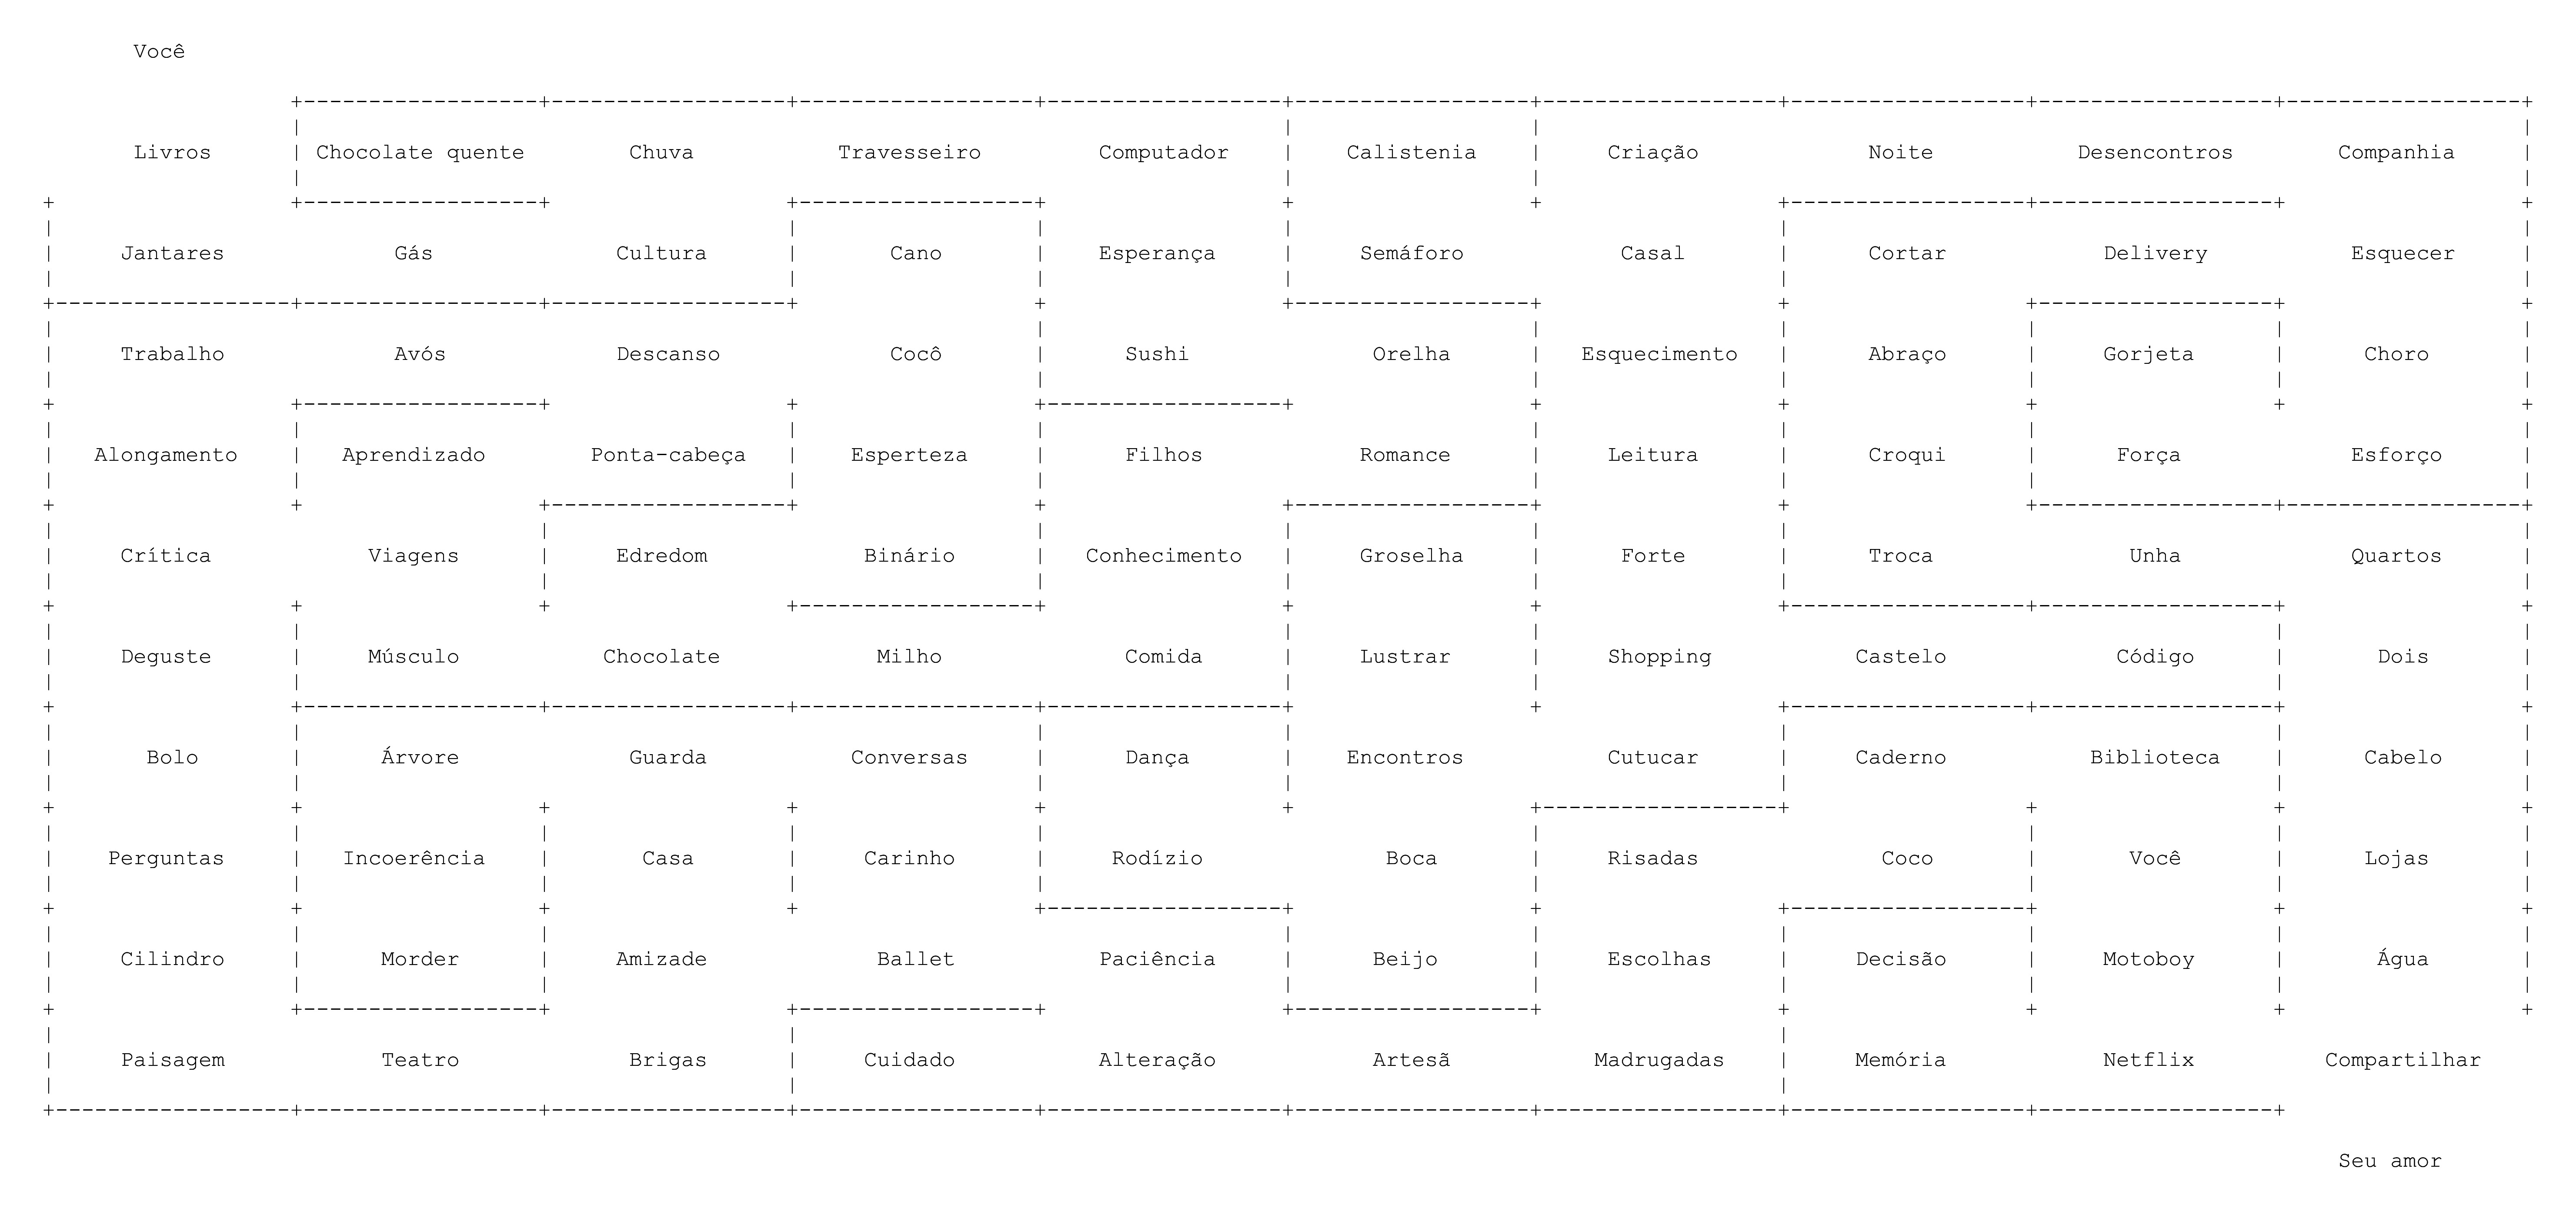 Você
Livros Chocolate quente Chuva Travesseiro Computador Calistenia Criação Noite Desencontros Companhia
Jantares Gás Cultura Cano Esperança Semáforo Casal Cortar Delivery Esquecer
Trabalho Avós Descanso Cocô Sushi Orelha Esquecimento Abraço Gorjeta Choro
Alongamento Aprendizado Ponta-cabeça Esperteza Filhos Romance Leitura Croqui Força Esforço
Crítica Viagens Edredom Binário Conhecimento Groselha Forte Troca Unha Quartos
Deguste Músculo Chocolate Milho Comida Lustrar Shopping Castelo Código Dois
Bolo Árvore Guarda Conversas Dança Encontros Cutucar Caderno Biblioteca Cabelo
Perguntas Incoerência Casa Carinho Rodízio Boca Risadas Coco Você Lojas
Cilindro Morder Amizade Ballet Paciência Beijo Escolhas Decisão Motoboy Água
Paisagem Teatro Brigas Cuidado Alteração Artesã Madrugadas Memória Netflix Compartilhar
Seu amor